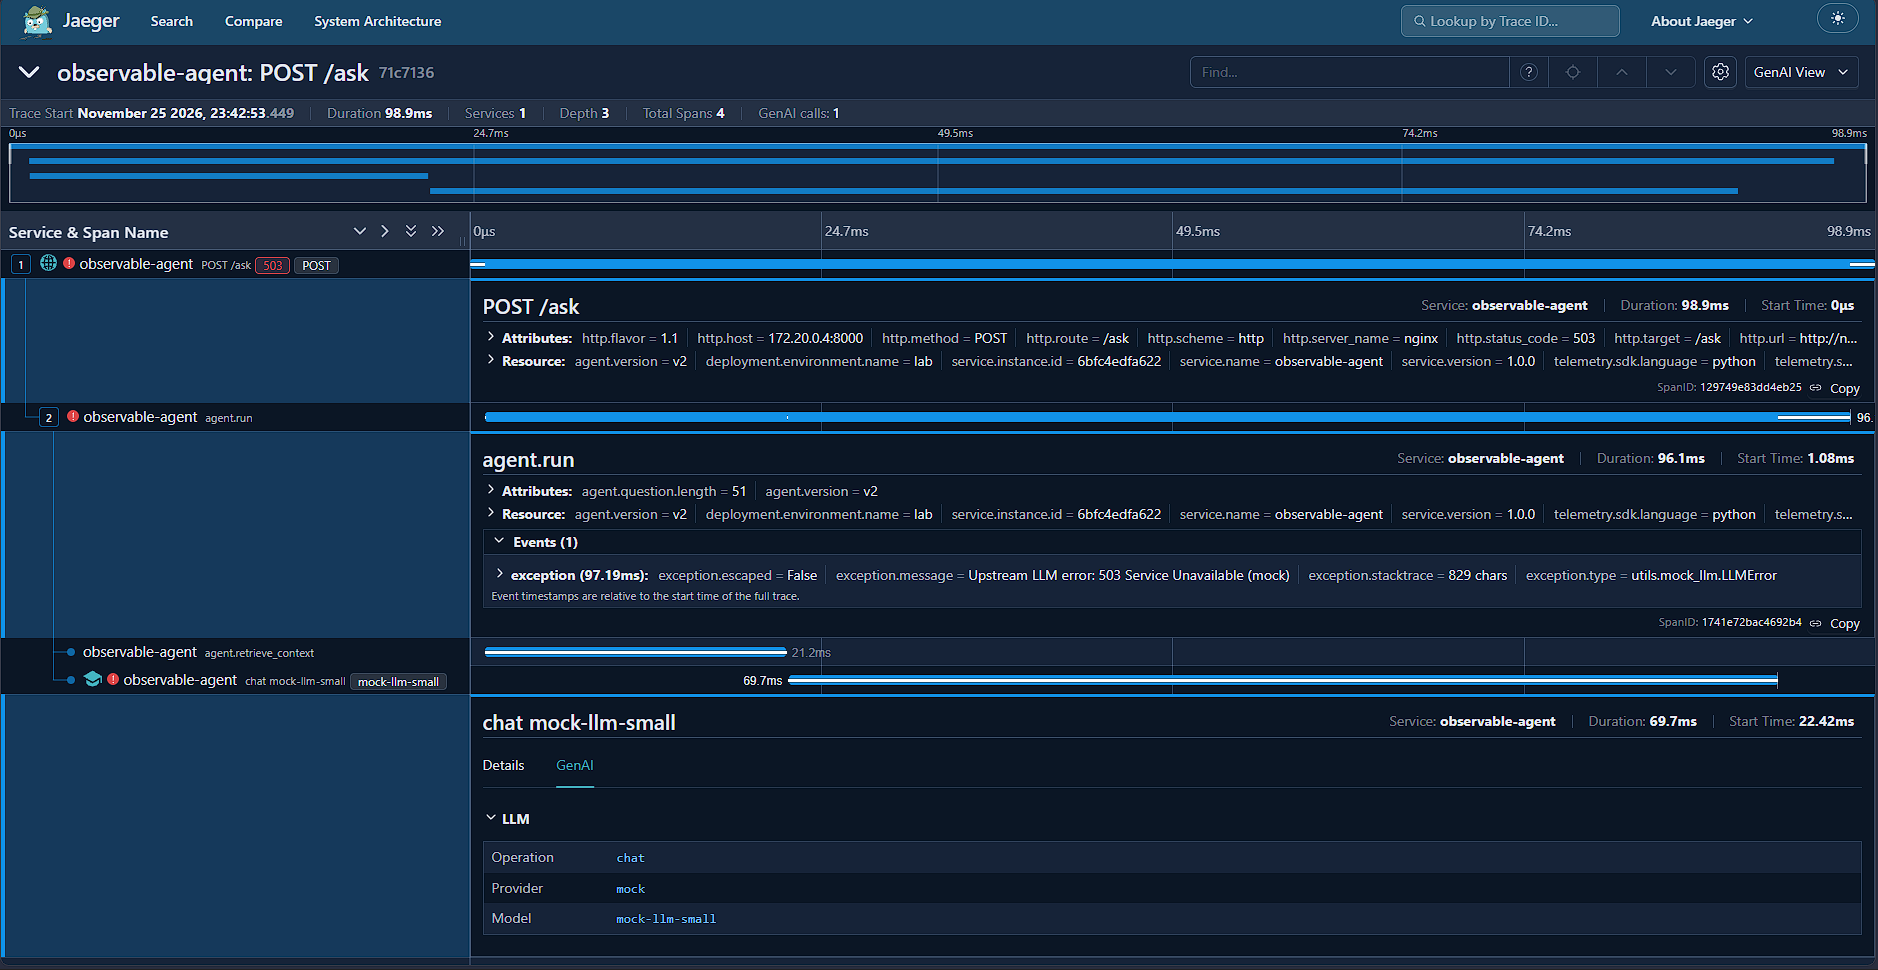 Jaeger Search Compare System Architecture Lookup by Trace ID... About Jaeger
observable-agent: POST /ask 71c7136 Find... ? GenAI View
Trace Start November 25 2026, 23:42:53.449 Duration 98.9ms Services 1 Depth 3 Total Spans 4 GenAI calls: 1
0μs 24.7ms 49.5ms 74.2ms 98.9ms
Service & Span Name 0μs 24.7ms 49.5ms 74.2ms 98.9ms
1 observable-agent POST /ask 503 POST
POST /ask Service: observable-agent Duration: 98.9ms Start Time: 0μs
Attributes: http.flavor = 1.1 http.host = 172.20.0.4:8000 http.method = POST http.route = /ask http.scheme = http http.server_name = nginx http.status_code = 503 http.target = /ask http.url = http://n...
Resource: agent.version = v2 deployment.environment.name = lab service.instance.id = 6bfc4edfa622 service.name = observable-agent service.version = 1.0.0 telemetry.sdk.language = python telemetry.s...
SpanID: 129749e83dd4eb25 Copy
2 observable-agent agent.run 96.
agent.run Service: observable-agent Duration: 96.1ms Start Time: 1.08ms
Attributes: agent.question.length = 51 agent.version = v2
Resource: agent.version = v2 deployment.environment.name = lab service.instance.id = 6bfc4edfa622 service.name = observable-agent service.version = 1.0.0 telemetry.sdk.language = python telemetry.s...
Events (1)
exception (97.19ms): exception.escaped = False exception.message = Upstream LLM error: 503 Service Unavailable (mock) exception.stacktrace = 829 chars exception.type = utils.mock_llm.LLMError
Event timestamps are relative to the start time of the full trace.
SpanID: 1741e72bac4692b4 Copy
observable-agent agent.retrieve_context 21.2ms
observable-agent chat mock-llm-small mock-llm-small 69.7ms
chat mock-llm-small Service: observable-agent Duration: 69.7ms Start Time: 22.42ms
Details GenAI
LLM
Operation chat
Provider mock
Model mock-llm-small